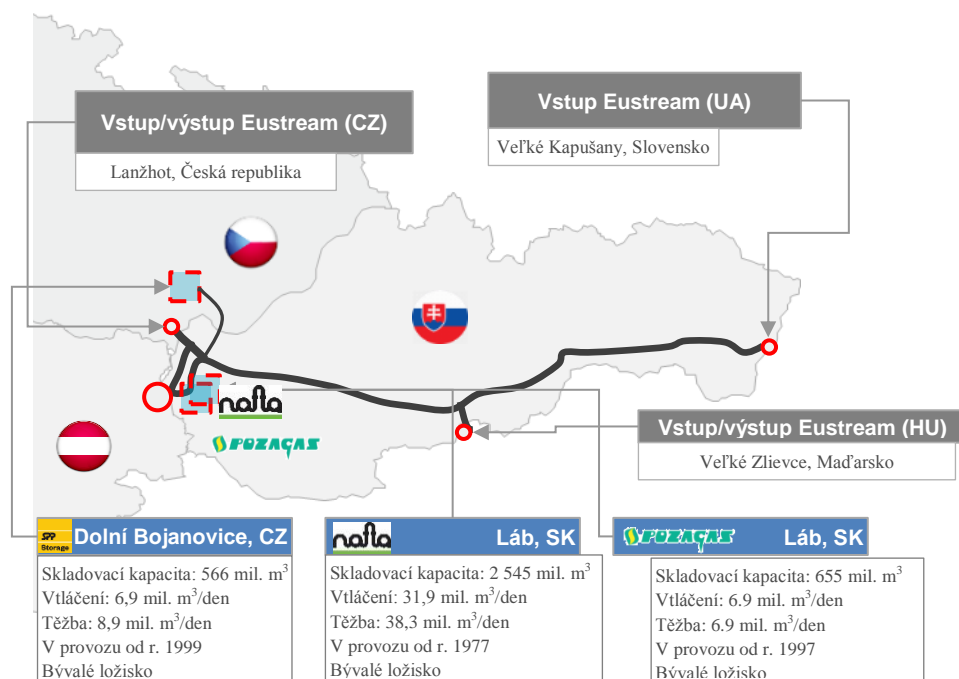 Vstup/výstup Eustream (CZ)
Lanžhot, Česká republika
Vstup Eustream (UA)
Veľké Kapušany, Slovensko
nafta
POZAGAS
Vstup/výstup Eustream (HU)
Veľké Zlievce, Maďarsko
SPP
Storage
Dolní Bojanovice, CZ
Skladovací kapacita: 566 mil. m³
Vtláčení: 6,9 mil. m³/den
Těžba: 8,9 mil. m³/den
V provozu od r. 1999
Bývalé ložisko
nafta
Láb, SK
Skladovací kapacita: 2 545 mil. m³
Vtláčení: 31,9 mil. m³/den
Těžba: 38,3 mil. m³/den
V provozu od r. 1977
Bývalé ložisko
POZAGAS
Láb, SK
Skladovací kapacita: 655 mil. m³
Vtláčení: 6.9 mil. m³/den
Těžba: 6.9 mil. m³/den
V provozu od r. 1997
Bývalé ložisko